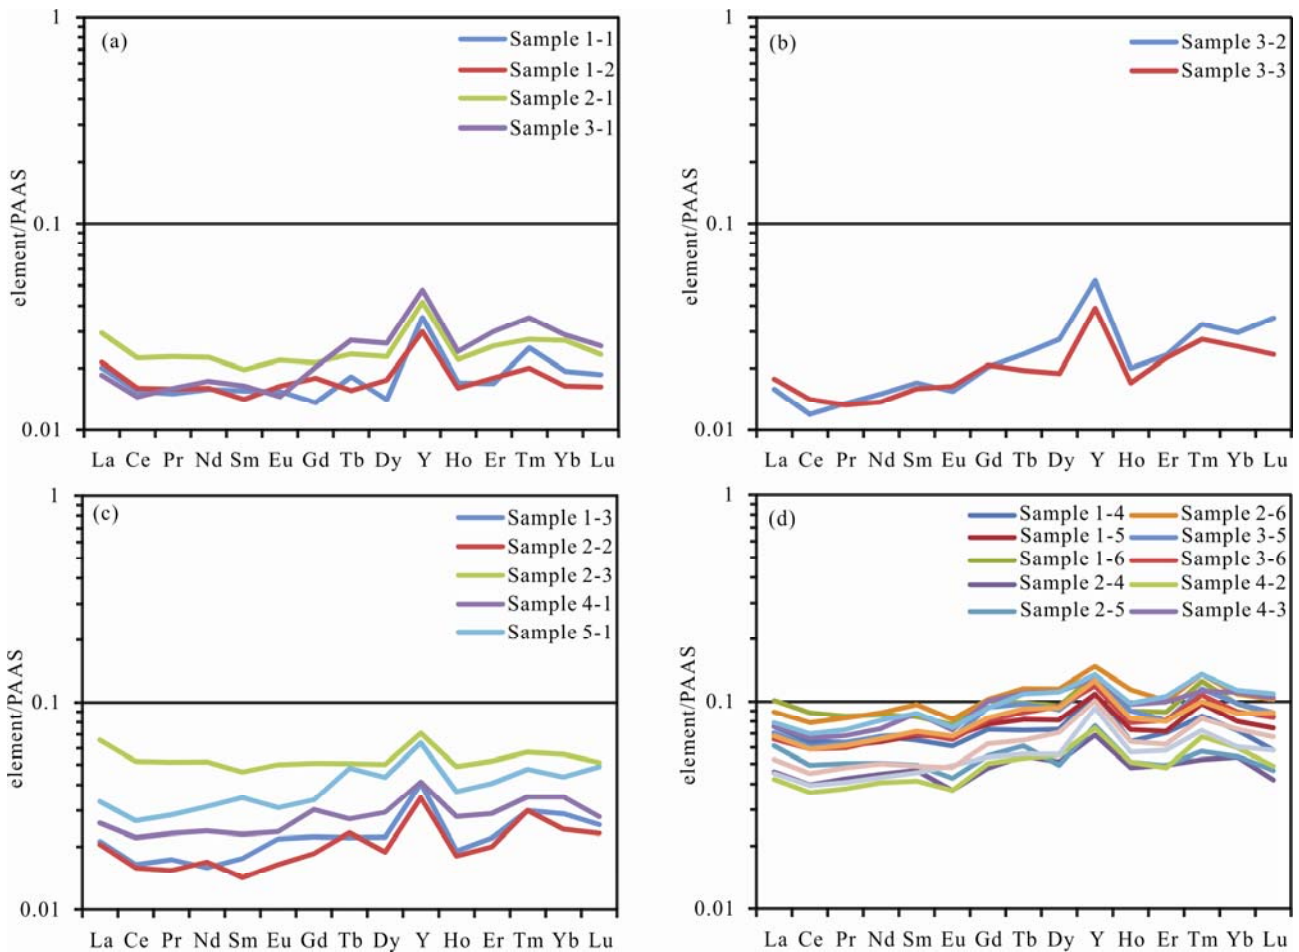 (a)
1
0.1
0.01
element/PAAS
Sample 1-1
Sample 1-2
Sample 2-1
Sample 3-1
La Ce Pr Nd Sm Eu Gd Tb Dy Y Ho Er Tm Yb Lu
(b)
1
0.1
0.01
element/PAAS
Sample 3-2
Sample 3-3
La Ce Pr Nd Sm Eu Gd Tb Dy Y Ho Er Tm Yb Lu
(c)
1
0.1
0.01
element/PAAS
Sample 1-3
Sample 2-2
Sample 2-3
Sample 4-1
Sample 5-1
La Ce Pr Nd Sm Eu Gd Tb Dy Y Ho Er Tm Yb Lu
(d)
1
0.1
0.01
element/PAAS
Sample 1-4 Sample 2-6
Sample 1-5 Sample 3-5
Sample 1-6 Sample 3-6
Sample 2-4 Sample 4-2
Sample 2-5 Sample 4-3
La Ce Pr Nd Sm Eu Gd Tb Dy Y Ho Er Tm Yb Lu